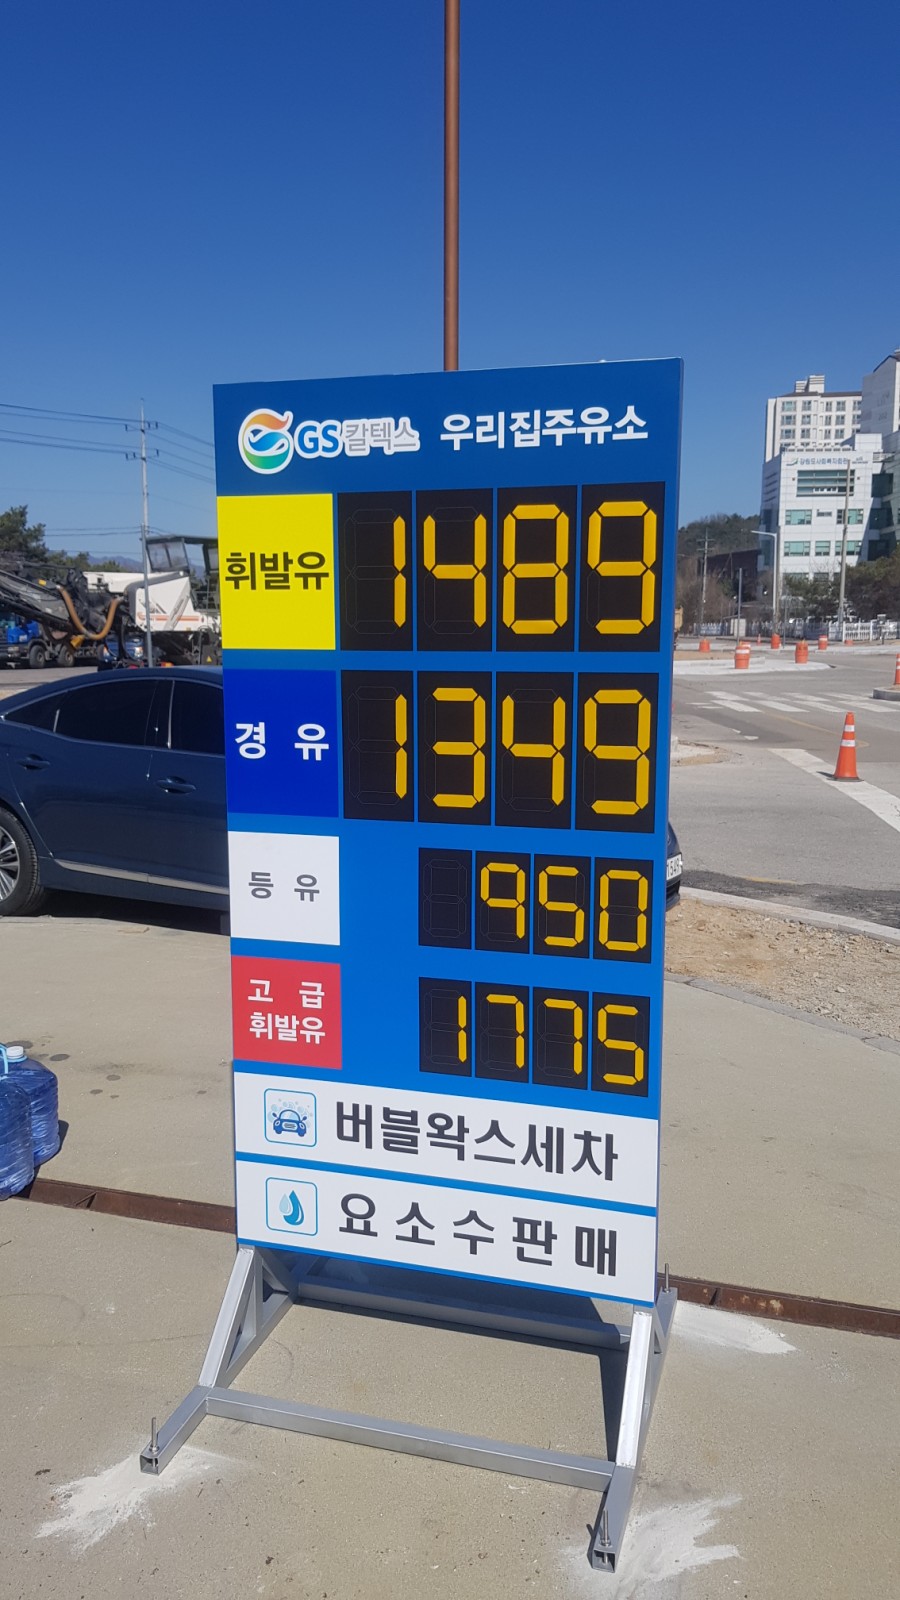 GS칼텍스 우리집주유소
휘발유 1489
경 유 1349
등 유 950
고 급
휘발유 1775
버블왁스세차
요소수판매